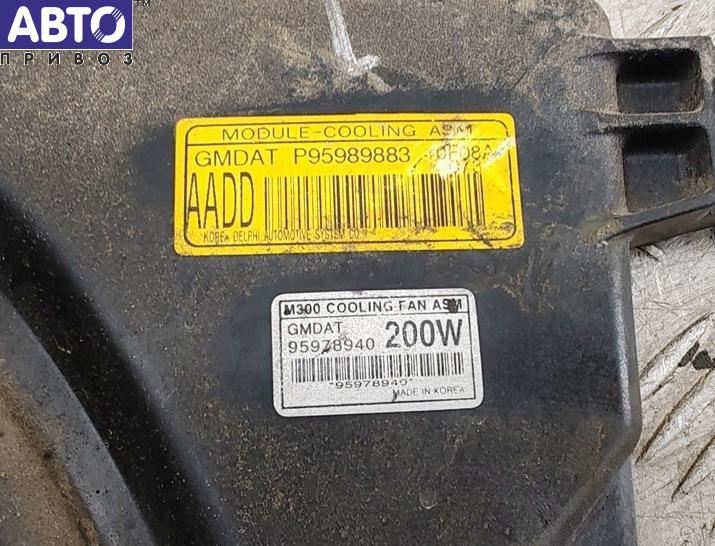 АВТО
ПРИВОЗ
MODULE-COOLING ASM
GMDAT P95989883
AADD
KOREA DELPHI AUTOMOTIVE SYSTEM CO.
M300 COOLING FAN ASM
GMDAT
95978940 200W
*95978940*
MADE IN KOREA